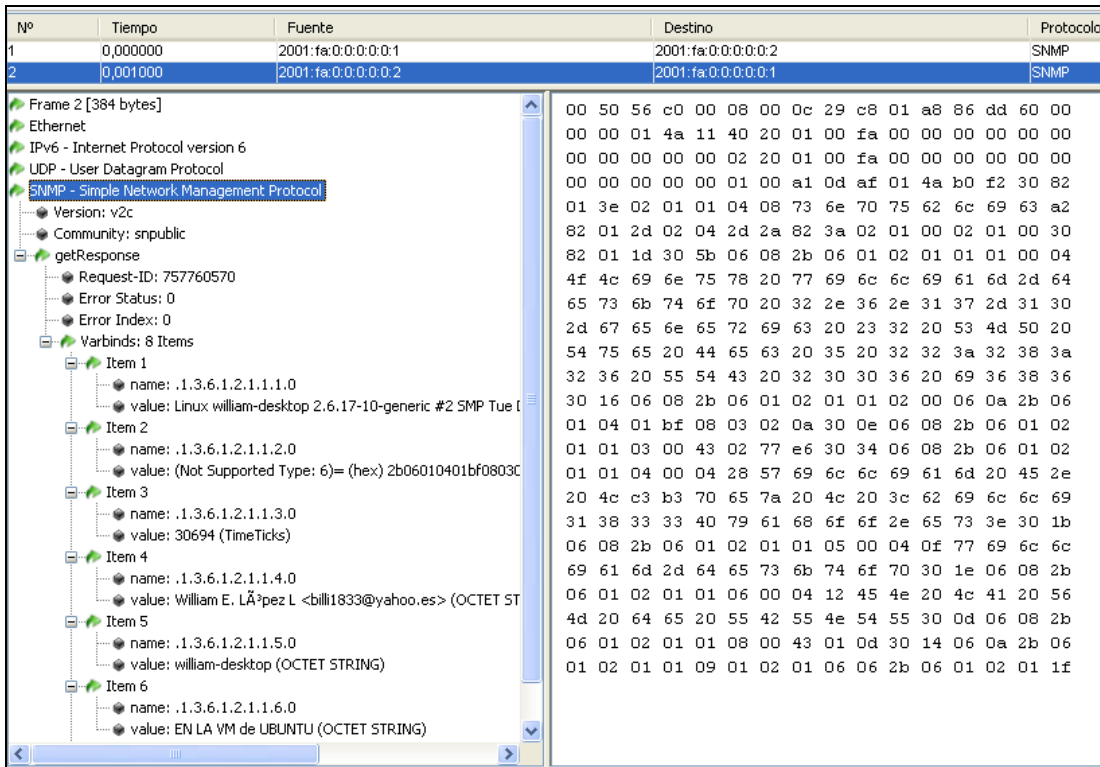 Nº Tiempo Fuente Destino Protocolo
1 0,000000 2001:fa:0:0:0:0:0:1 2001:fa:0:0:0:0:0:2 SNMP
2 0,001000 2001:fa:0:0:0:0:0:2 2001:fa:0:0:0:0:0:1 SNMP
Frame 2 [384 bytes]
Ethernet
IPv6 - Internet Protocol version 6
UDP - User Datagram Protocol
SNMP - Simple Network Management Protocol
Version: v2c
Community: snpublic
getResponse
Request-ID: 757760570
Error Status: 0
Error Index: 0
Varbinds: 8 Items
Item 1
name: .1.3.6.1.2.1.1.1.0
value: Linux william-desktop 2.6.17-10-generic #2 SMP Tue D
Item 2
name: .1.3.6.1.2.1.1.2.0
value: (Not Supported Type: 6)= (hex) 2b06010401bf08030
Item 3
name: .1.3.6.1.2.1.1.3.0
value: 30694 (TimeTicks)
Item 4
name: .1.3.6.1.2.1.1.4.0
value: William E. LÃ³pez L <billi1833@yahoo.es> (OCTET ST
Item 5
name: .1.3.6.1.2.1.1.5.0
value: william-desktop (OCTET STRING)
Item 6
name: .1.3.6.1.2.1.1.6.0
value: EN LA VM de UBUNTU (OCTET STRING)
00 50 56 c0 00 08 00 0c 29 c8 01 a8 86 dd 60 00
00 00 01 4a 11 40 20 01 00 fa 00 00 00 00 00 00
00 00 00 00 00 02 20 01 00 fa 00 00 00 00 00 00
00 00 00 00 00 01 00 a1 0d af 01 4a b0 f2 30 82
01 3e 02 01 01 04 08 73 6e 70 75 62 6c 69 63 a2
82 01 2d 02 04 2d 2a 82 3a 02 01 00 02 01 00 30
82 01 1d 30 5b 06 08 2b 06 01 02 01 01 01 00 04
4f 4c 69 6e 75 78 20 77 69 6c 6c 69 61 6d 2d 64
65 73 6b 74 6f 70 20 32 2e 36 2e 31 37 2d 31 30
2d 67 65 6e 65 72 69 63 20 23 32 20 53 4d 50 20
54 75 65 20 44 65 63 20 35 20 32 32 3a 32 38 3a
32 36 20 55 54 43 20 32 30 30 36 20 69 36 38 36
30 16 06 08 2b 06 01 02 01 01 02 00 06 0a 2b 06
01 04 01 bf 08 03 02 0a 30 0e 06 08 2b 06 01 02
01 01 03 00 43 02 77 e6 30 34 06 08 2b 06 01 02
01 01 04 00 04 28 57 69 6c 6c 69 61 6d 20 45 2e
20 4c c3 b3 70 65 7a 20 4c 20 3c 62 69 6c 6c 69
31 38 33 33 40 79 61 68 6f 6f 2e 65 73 3e 30 1b
06 08 2b 06 01 02 01 01 05 00 04 0f 77 69 6c 6c
69 61 6d 2d 64 65 73 6b 74 6f 70 30 1e 06 08 2b
06 01 02 01 01 06 00 04 12 45 4e 20 4c 41 20 56
4d 20 64 65 20 55 42 55 4e 54 55 30 0d 06 08 2b
06 01 02 01 01 08 00 43 01 0d 30 14 06 0a 2b 06
01 02 01 01 09 01 02 01 06 06 2b 06 01 02 01 1f